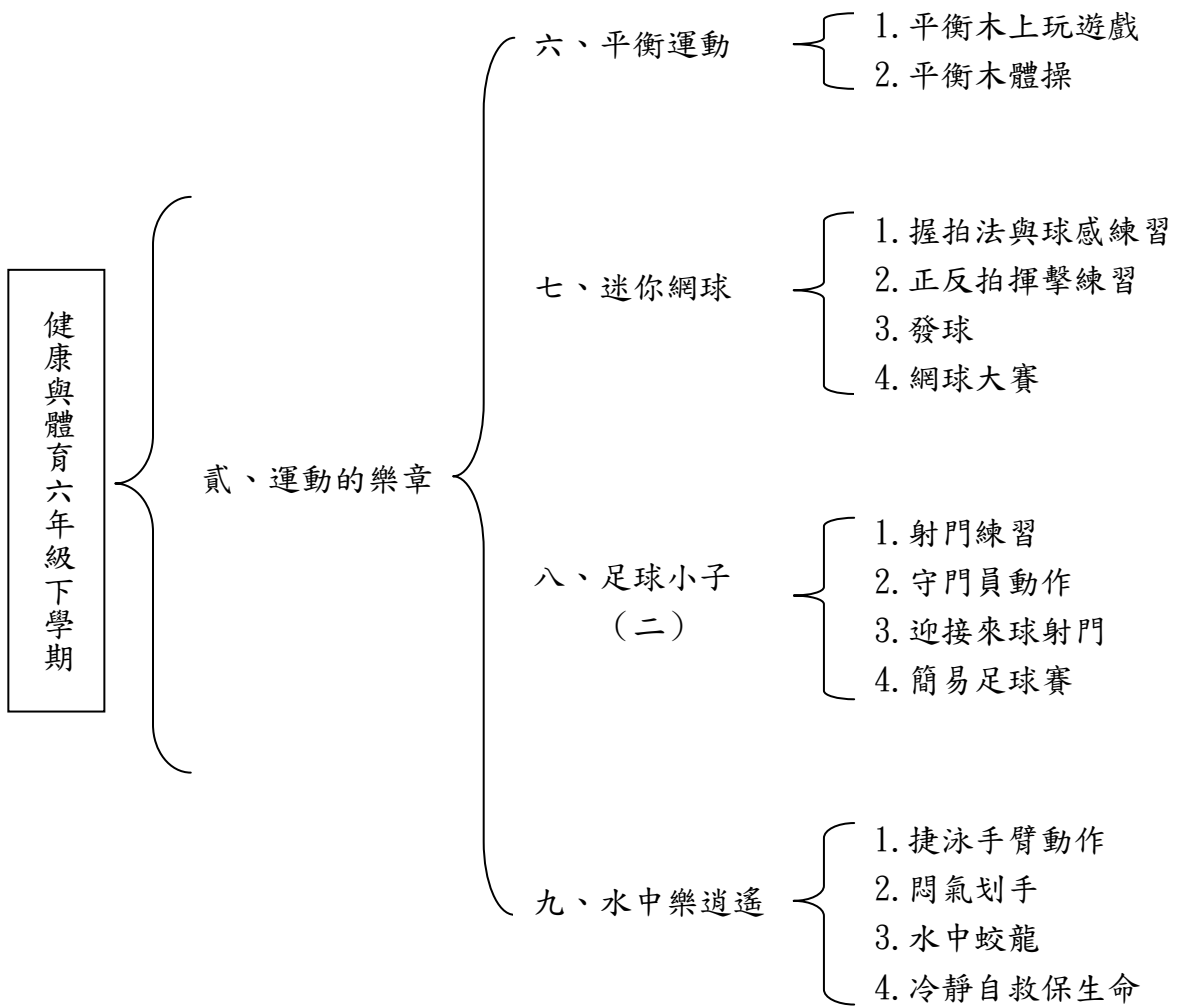 健康與體育六年級下學期
貳、運動的樂章
六、平衡運動
1.平衡木上玩遊戲
2.平衡木體操
七、迷你網球
1.握拍法與球感練習
2.正反拍揮擊練習
3.發球
4.網球大賽
八、足球小子
（二）
1.射門練習
2.守門員動作
3.迎接來球射門
4.簡易足球賽
九、水中樂逍遙
1.捷泳手臂動作
2.悶氣划手
3.水中蛟龍
4.冷靜自救保生命